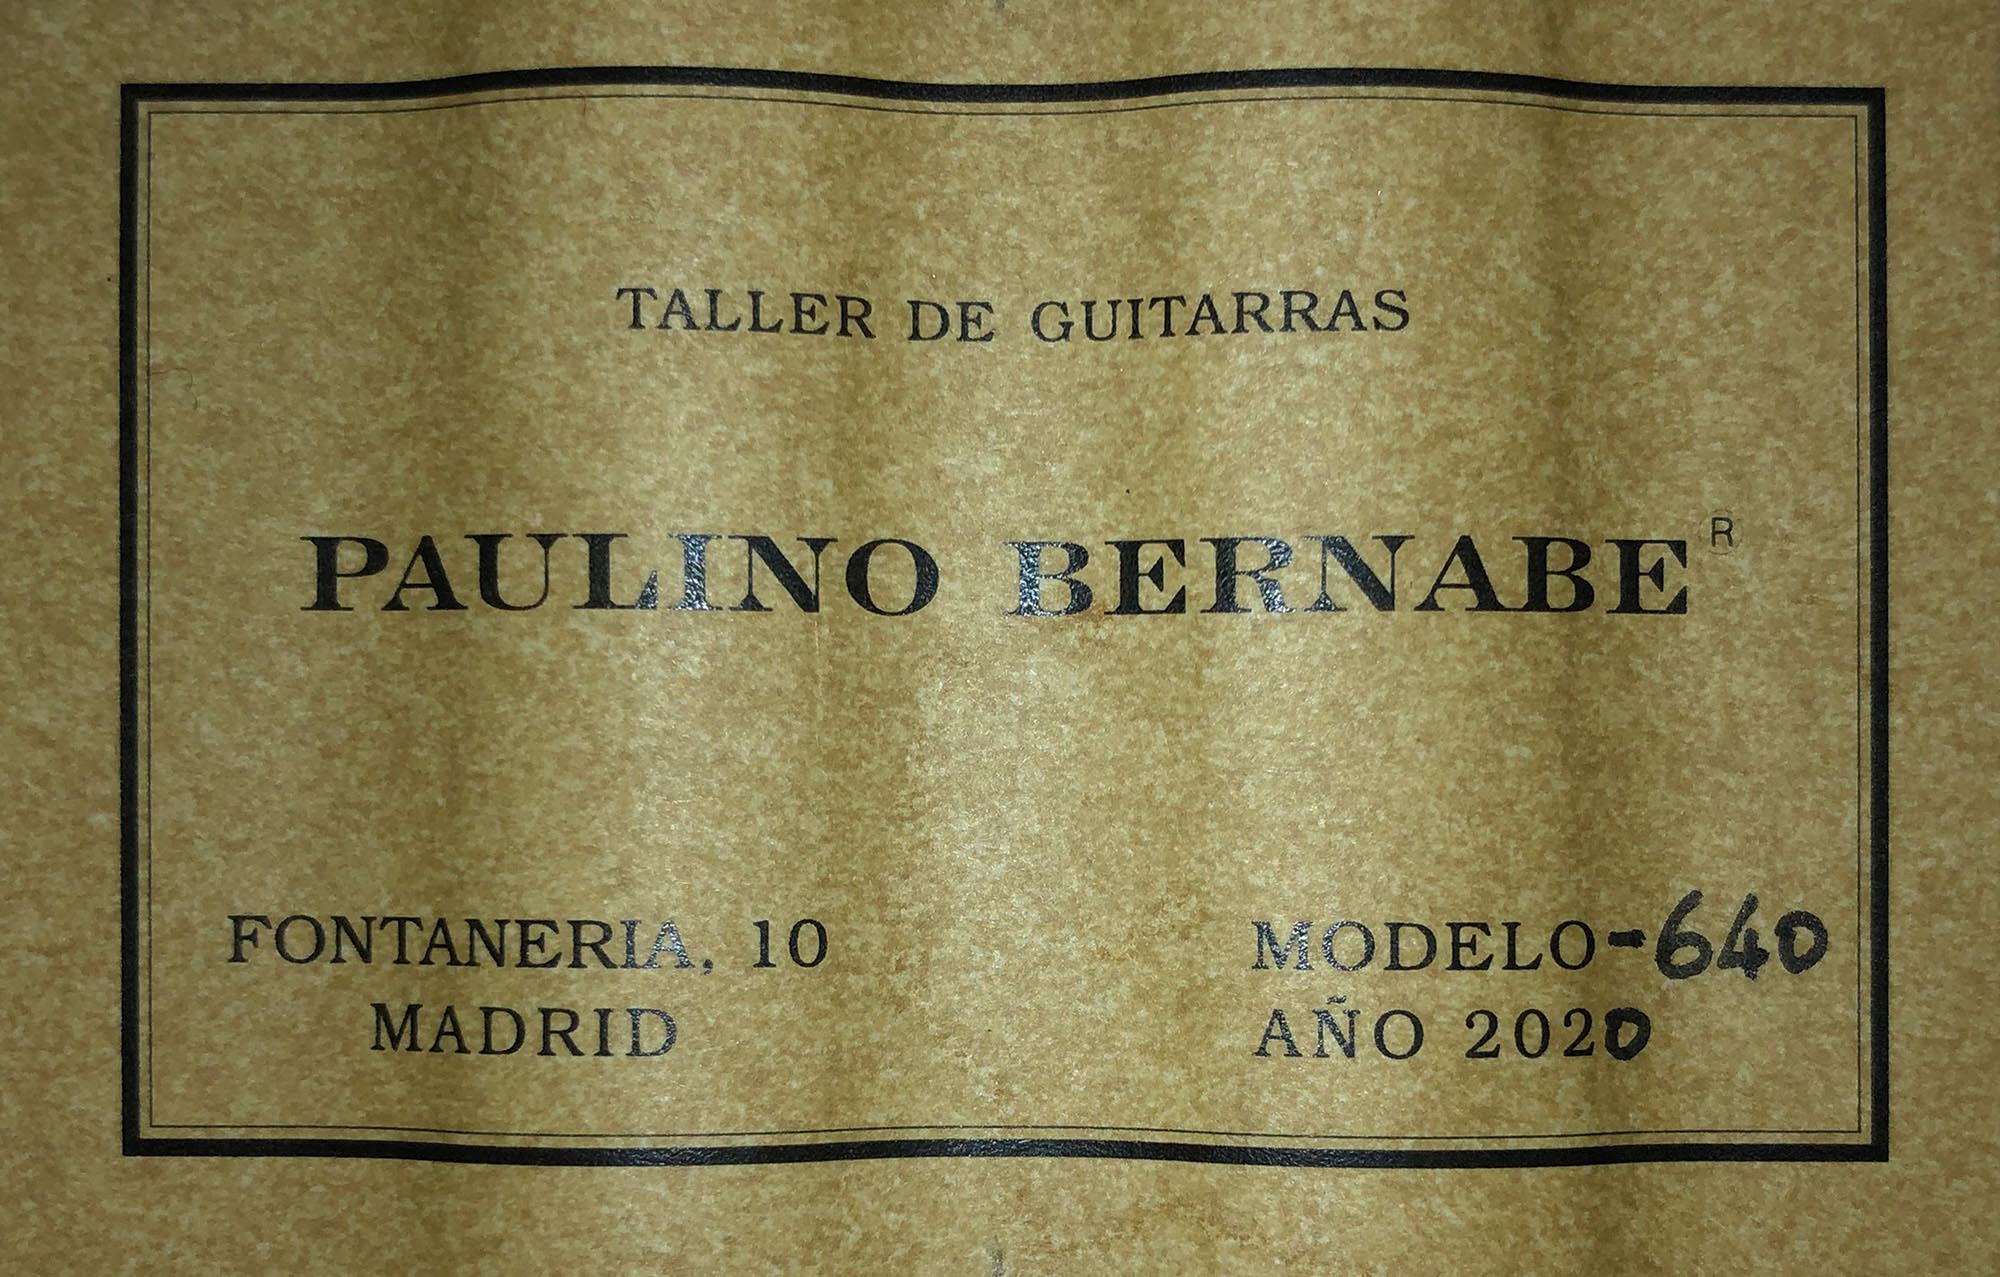 TALLER DE GUITARRAS
PAULINO BERNABE®
FONTANERIA, 10
MADRID
MODELO-640
AÑO 2020